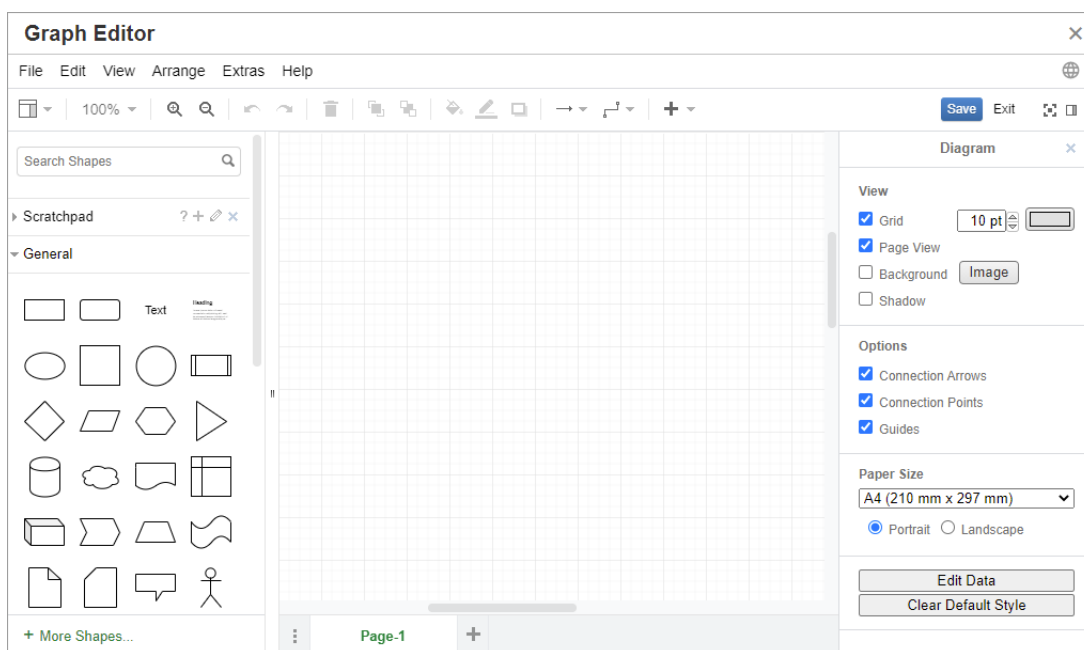 Graph Editor
File Edit View Arrange Extras Help
100%
Save Exit
Search Shapes
Scratchpad ?
General
Text
Heading
+ More Shapes...
Page-1
Diagram
View
Grid 10 pt
Page View
Background Image
Shadow
Options
Connection Arrows
Connection Points
Guides
Paper Size
A4 (210 mm x 297 mm)
Portrait Landscape
Edit Data
Clear Default Style